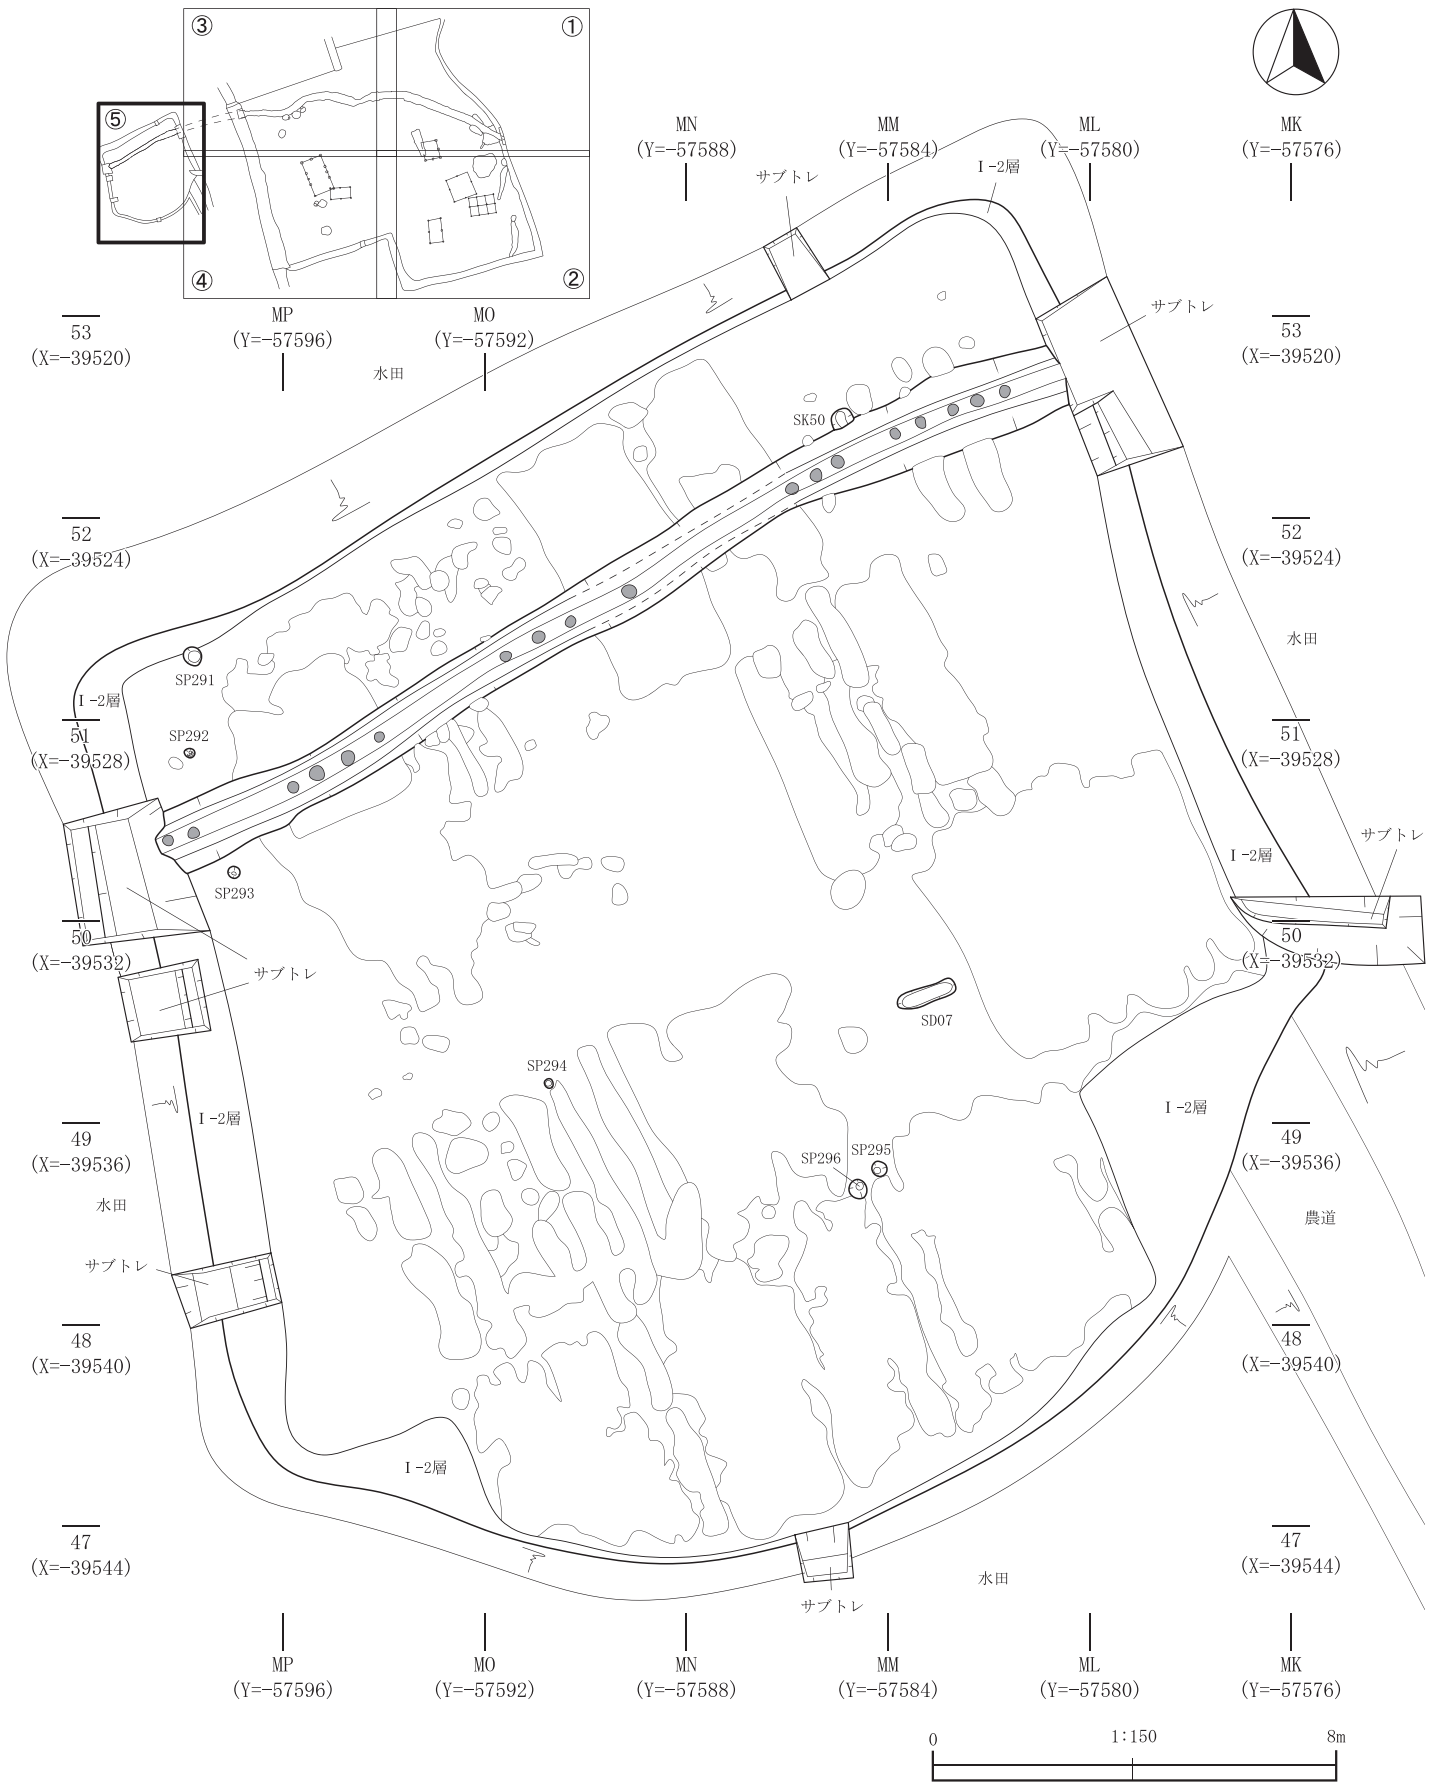 ③
①
⑤
④
②
MN
(Y=-57588)
MM
(Y=-57584)
ML
(Y=-57580)
MK
(Y=-57576)
サブトレ
Ⅰ-2層
53
(X=-39520)
MP
(Y=-57596)
MO
(Y=-57592)
サブトレ
53
(X=-39520)
水田
SK50
52
(X=-39524)
52
(X=-39524)
水田
SP291
Ⅰ-2層
51
(X=-39528)
SP292
51
(X=-39528)
サブトレ
Ⅰ-2層
SP293
50
(X=-39532)
50
(X=-39532)
サブトレ
SD07
SP294
Ⅰ-2層
Ⅰ-2層
49
(X=-39536)
SP296
SP295
49
(X=-39536)
水田
農道
サブトレ
48
(X=-39540)
48
(X=-39540)
Ⅰ-2層
47
(X=-39544)
47
(X=-39544)
水田
サブトレ
MP
(Y=-57596)
MO
(Y=-57592)
MN
(Y=-57588)
MM
(Y=-57584)
ML
(Y=-57580)
MK
(Y=-57576)
0
1:150
8m